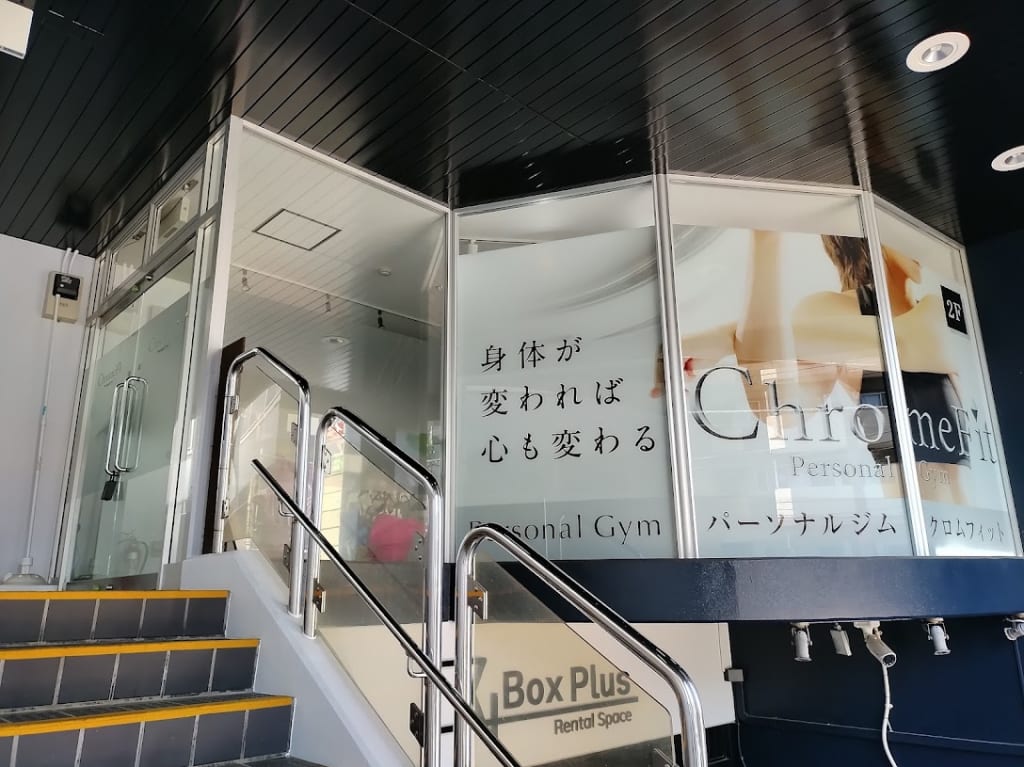 身体が
変われば
心も変わる
Personal Gym
2F
ChromeFit
Personal Gym
パーソナルジム クロムフィット
Box Plus
Rental Space